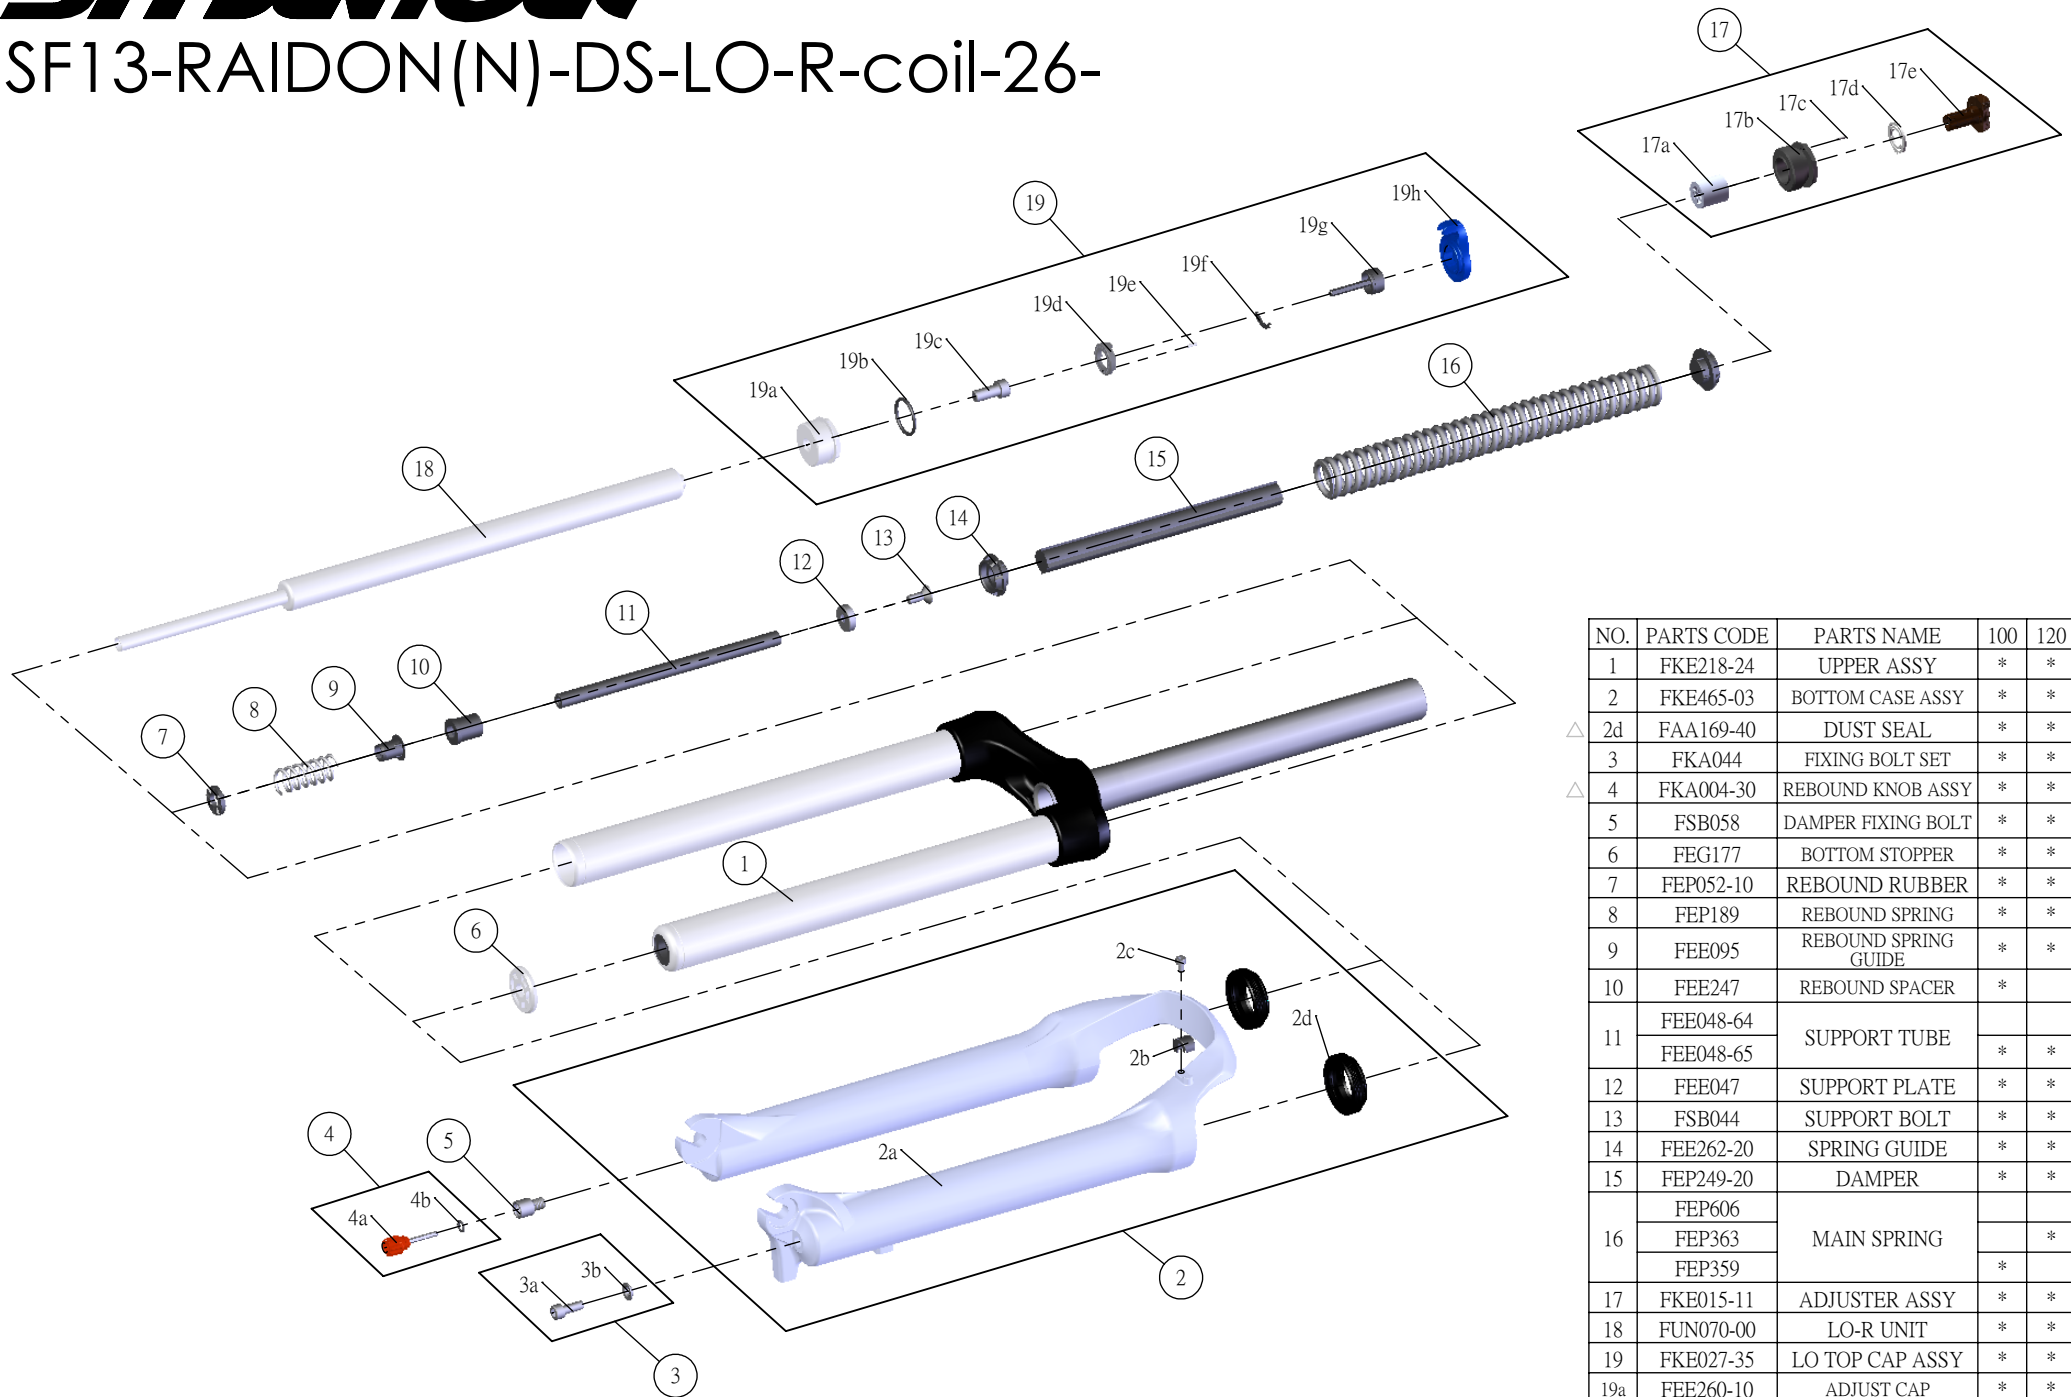 SF13-RAIDON(N)-DS-LO-R-coil-26-
17
17e
17d
17c
17b
17a
19
19h
19g
19f
19e
19d
19c
19b
19a
16
15
18
14
13
12
11
10
9
8
7
1
6
2c
2d
2b
2a
4
5
4b
4a
3b
3a
2
3
NO. PARTS CODE PARTS NAME 100 120
1 FKE218-24 UPPER ASSY * *
2 FKE465-03 BOTTOM CASE ASSY * *
△ 2d FAA169-40 DUST SEAL * *
3 FKA044 FIXING BOLT SET * *
△ 4 FKA004-30 REBOUND KNOB ASSY * *
5 FSB058 DAMPER FIXING BOLT * *
6 FEG177 BOTTOM STOPPER * *
7 FEP052-10 REBOUND RUBBER * *
8 FEP189 REBOUND SPRING * *
9 FEE095 REBOUND SPRING GUIDE * *
10 FEE247 REBOUND SPACER *
11 FEE048-64 SUPPORT TUBE
FEE048-65 * *
12 FEE047 SUPPORT PLATE * *
13 FSB044 SUPPORT BOLT * *
14 FEE262-20 SPRING GUIDE * *
15 FEP249-20 DAMPER * *
16 FEP606 MAIN SPRING
FEP363 *
FEP359 *
17 FKE015-11 ADJUSTER ASSY * *
18 FUN070-00 LO-R UNIT * *
19 FKE027-35 LO TOP CAP ASSY * *
19a FEE260-10 ADJUST CAP * *